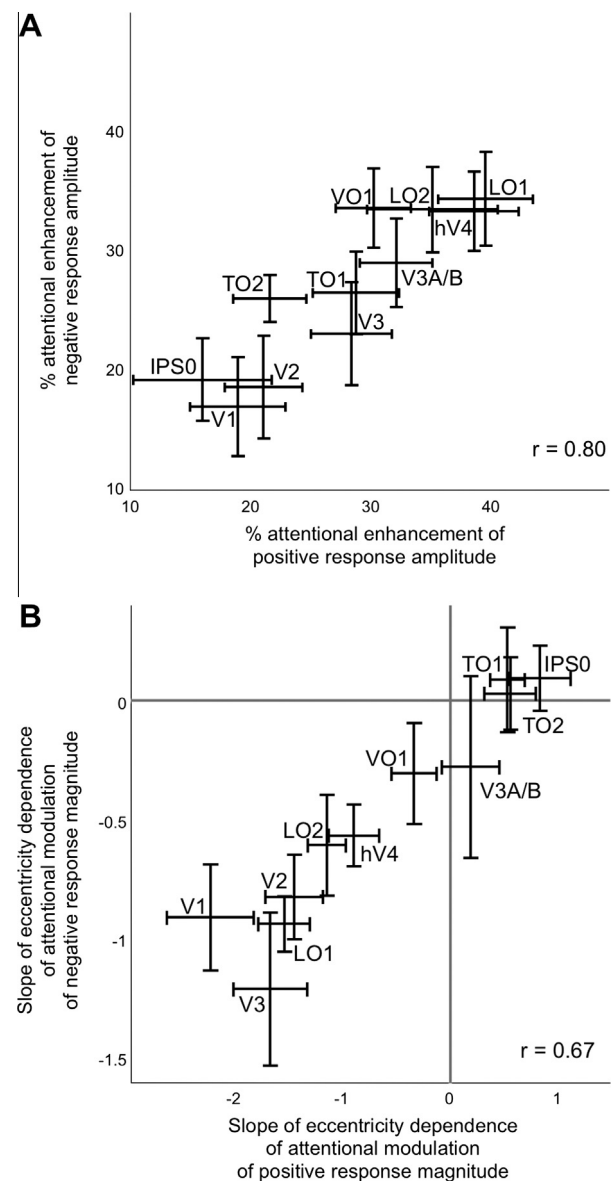 A
% attentional enhancement of
negative response amplitude
40
30
20
10
VO1
LO2
LO1
hV4
V3A/B
TO2
TO1
V3
IPS0
V2
V1
r = 0.80
10
20
30
40
% attentional enhancement of
positive response amplitude
B
Slope of eccentricity dependence
of attentional modulation
of negative response magnitude
0
-0.5
-1
-1.5
TO1
IPS0
TO2
VO1
V3A/B
LO2
hV4
V2
V1
LO1
V3
r = 0.67
-2
-1
0
1
Slope of eccentricity dependence
of attentional modulation
of positive response magnitude